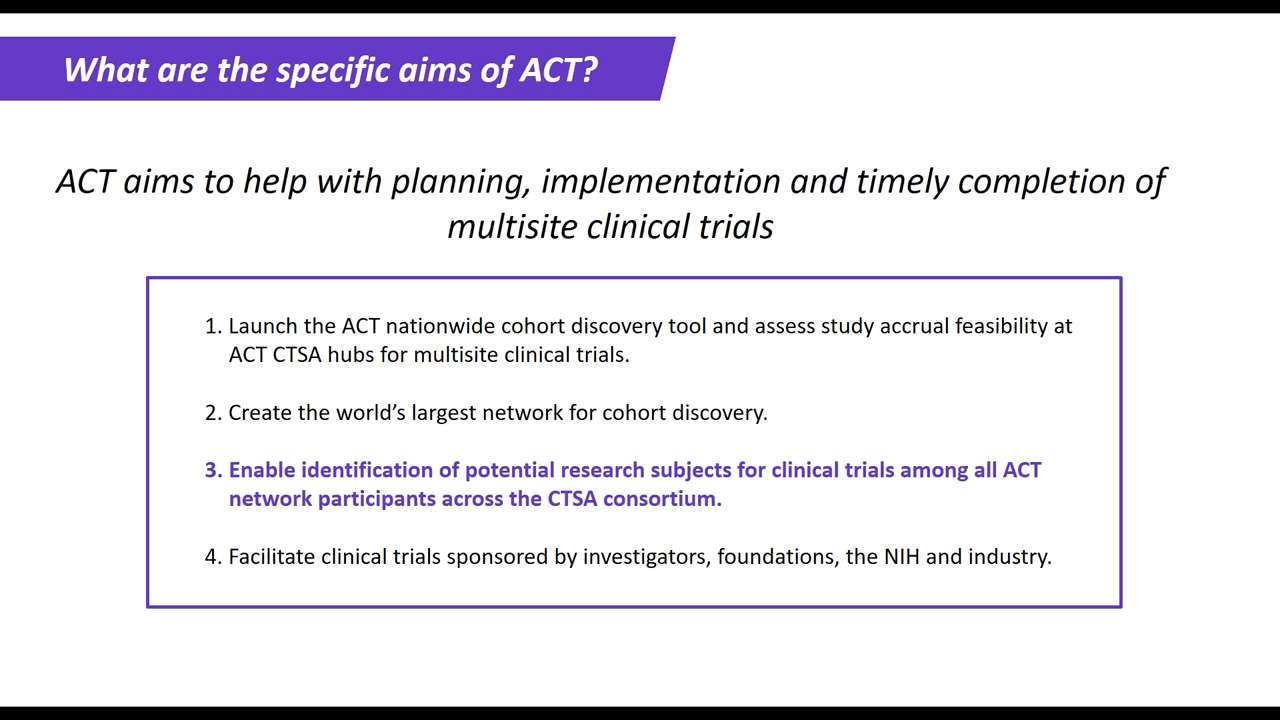 What are the specific aims of ACT?
ACT aims to help with planning, implementation and timely completion of
multisite clinical trials
1. Launch the ACT nationwide cohort discovery tool and assess study accrual feasibility at
ACT CTSA hubs for multisite clinical trials.
2. Create the world’s largest network for cohort discovery.
3. Enable identification of potential research subjects for clinical trials among all ACT
network participants across the CTSA consortium.
4. Facilitate clinical trials sponsored by investigators, foundations, the NIH and industry.